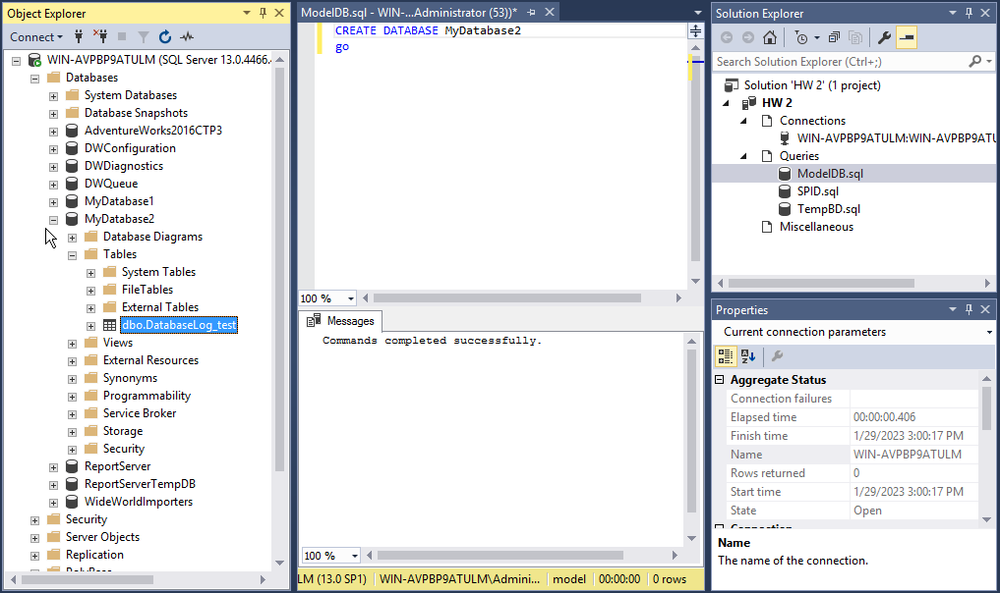 Object Explorer
Connect
WIN-AVPBP9ATULM (SQL Server 13.0.4466.
Databases
System Databases
Database Snapshots
AdventureWorks2016CTP3
DWConfiguration
DWDiagnostics
DWQueue
MyDatabase1
MyDatabase2
Database Diagrams
Tables
System Tables
FileTables
External Tables
dbo.DatabaseLog_test
Views
External Resources
Synonyms
Programmability
Service Broker
Storage
Security
ReportServer
ReportServerTempDB
WideWorldImporters
Security
Server Objects
Replication
PolyBase
ModelDB.sql - WIN-...Administrator (53))*
CREATE DATABASE MyDatabase2
go
100 %
Messages
Commands completed successfully.
100 %
LM (13.0 SP1) WIN-AVPBP9ATULM\Admini... model 00:00:00 0 rows
Solution Explorer
Search Solution Explorer (Ctrl+;)
Solution 'HW 2' (1 project)
HW 2
Connections
WIN-AVPBP9ATULM:WIN-AVPBP9ATU
Queries
ModelDB.sql
SPID.sql
TempBD.sql
Miscellaneous
Properties
Current connection parameters
Aggregate Status
Connection failures
Elapsed time 00:00:00.406
Finish time 1/29/2023 3:00:17 PM
Name WIN-AVPBP9ATULM
Rows returned 0
Start time 1/29/2023 3:00:17 PM
State Open
Connection
Name
The name of the connection.